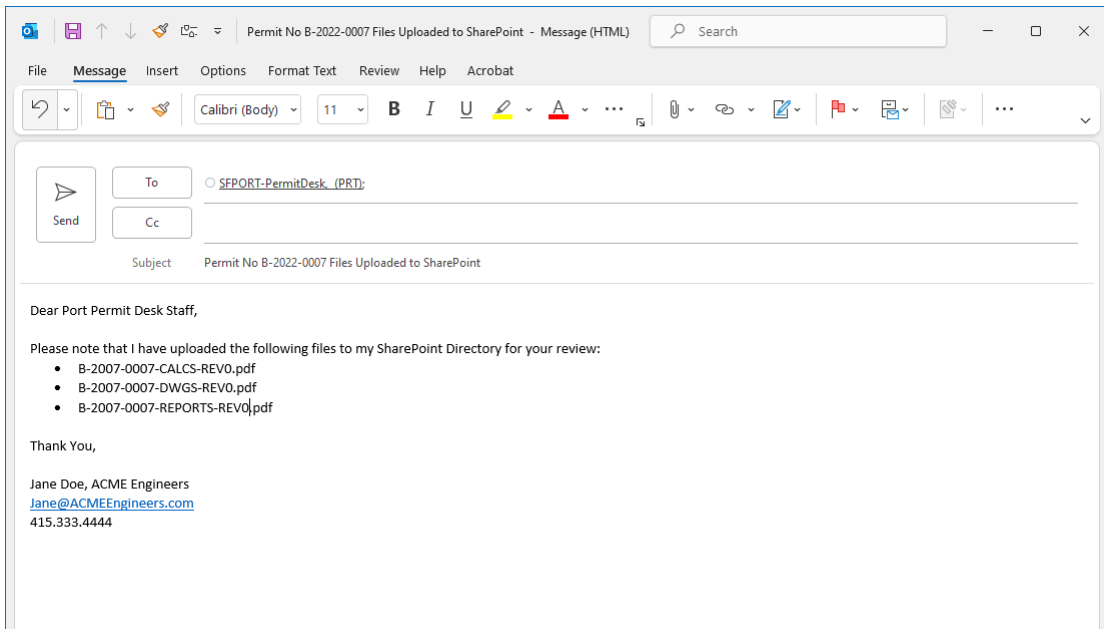 Permit No B-2022-0007 Files Uploaded to SharePoint - Message (HTML)
Search
File Message Insert Options Format Text Review Help Acrobat
Calibri (Body) 11 B I U A
To SFPORT-PermitDesk, (PRT);
Send
Cc
Subject Permit No B-2022-0007 Files Uploaded to SharePoint
Dear Port Permit Desk Staff,
Please note that I have uploaded the following files to my SharePoint Directory for your review:
• B-2007-0007-CALCS-REV0.pdf
• B-2007-0007-DWGS-REV0.pdf
• B-2007-0007-REPORTS-REV0.pdf
Thank You,
Jane Doe, ACME Engineers
Jane@ACMEEngineers.com
415.333.4444